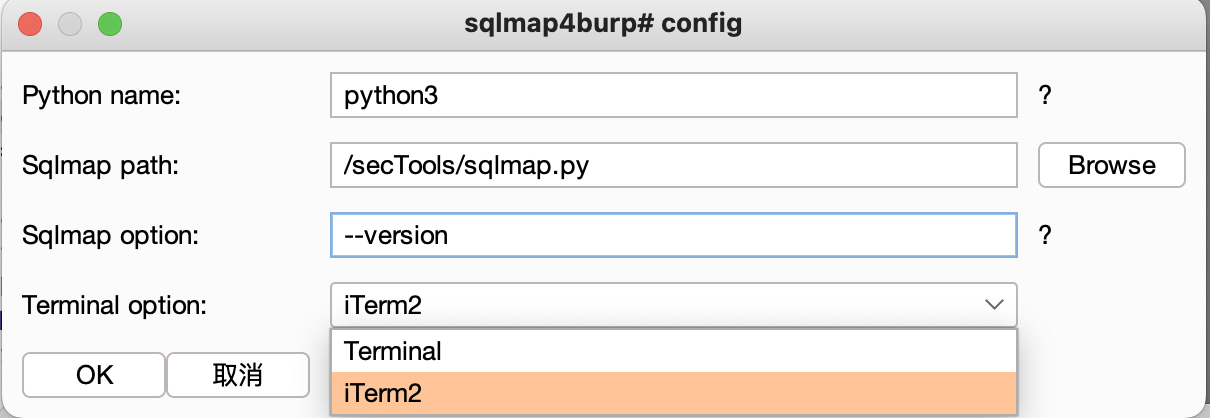 sqlmap4burp# config
Python name: python3 ?
Sqlmap path: /secTools/sqlmap.py Browse
Sqlmap option: --version ?
Terminal option: iTerm2
Terminal
OK 取消
iTerm2